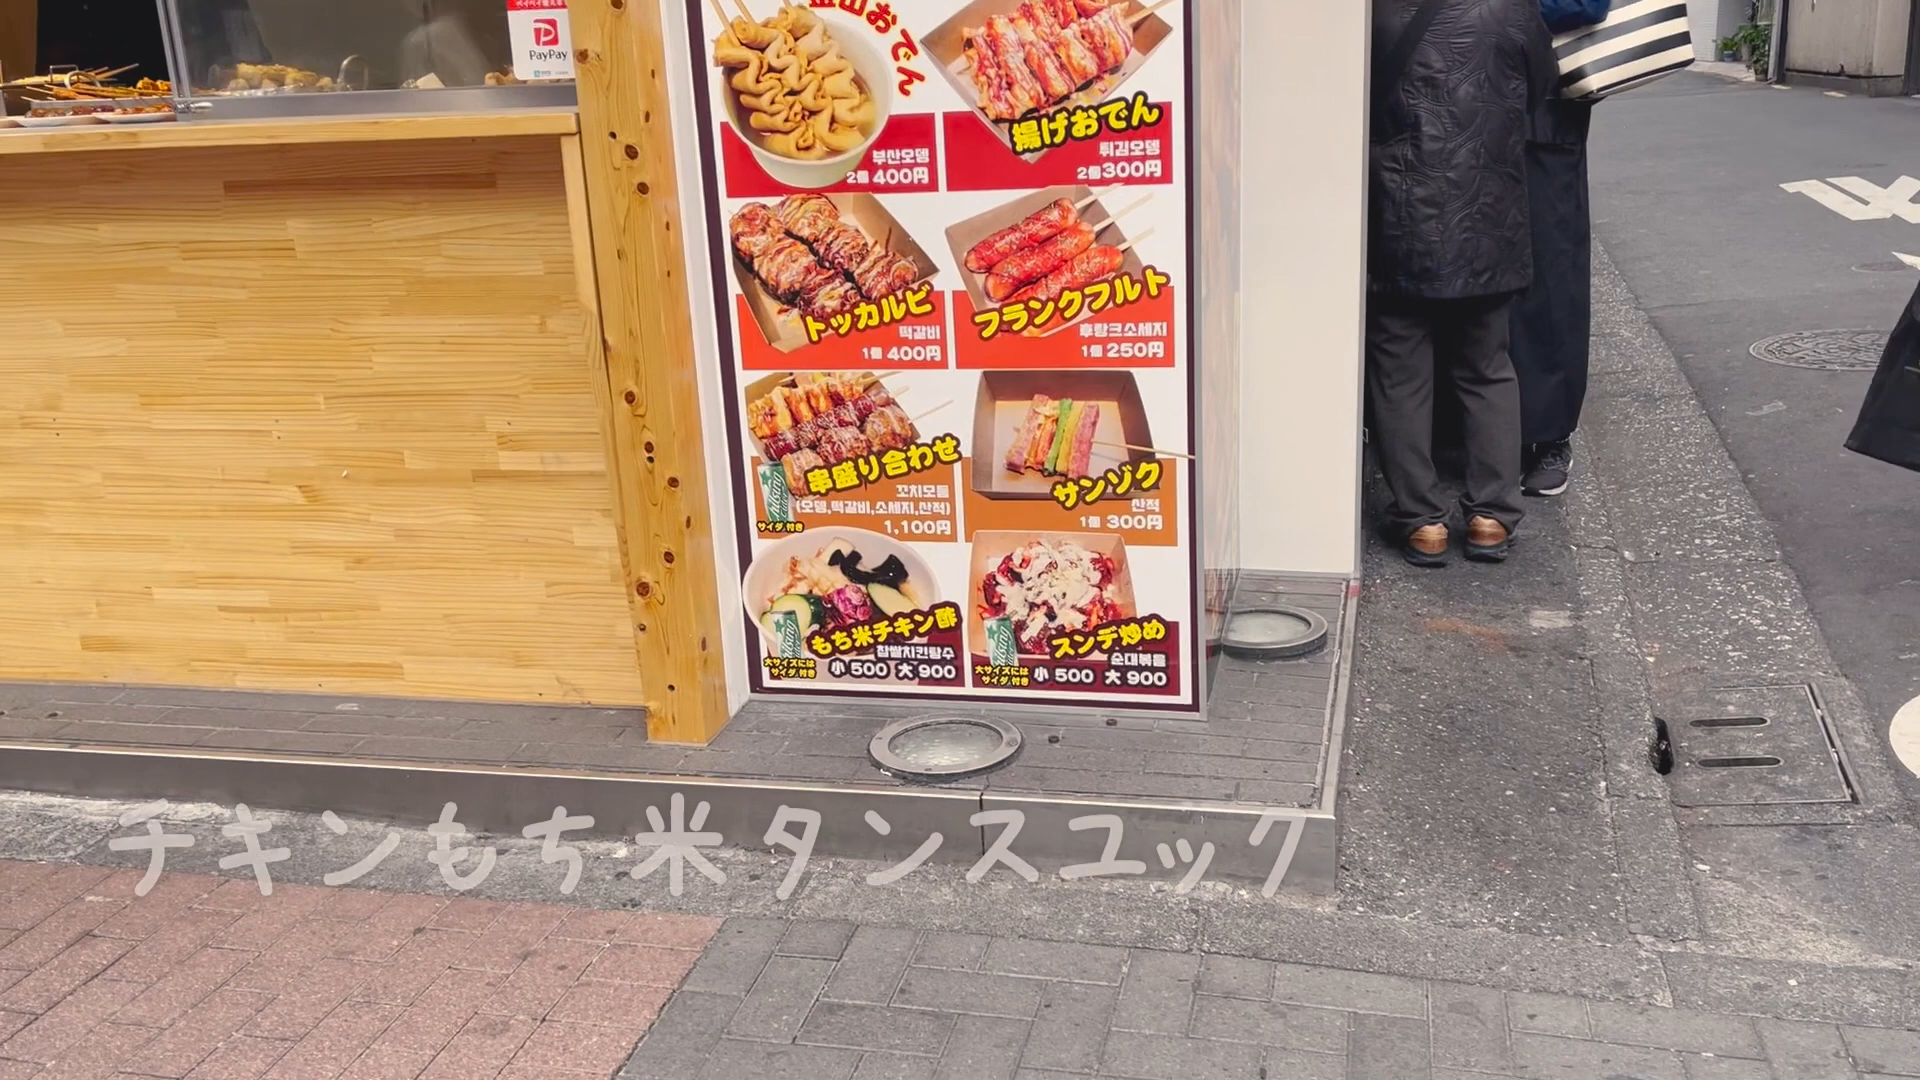 PayPay
山おでん
부산오뎅
2個 400円
揚げおでん
튀김오뎅
2個 300円
トッカルビ
떡갈비
1個 400円
フランクフルト
후랑크소세지
1個 250円
串盛り合わせ
꼬치모듬
(오뎅,떡갈비,소세지,산적)
サイダ付き
1,100円
サンゾク
산적
1個 300円
もち米チキン酢
찹쌀치킨탕수
大サイズには
サイダ付き
小 500 大 900
スンデ炒め
순대볶음
大サイズには
サイダ付き
小 500 大 900
チキンもち米タンスユック